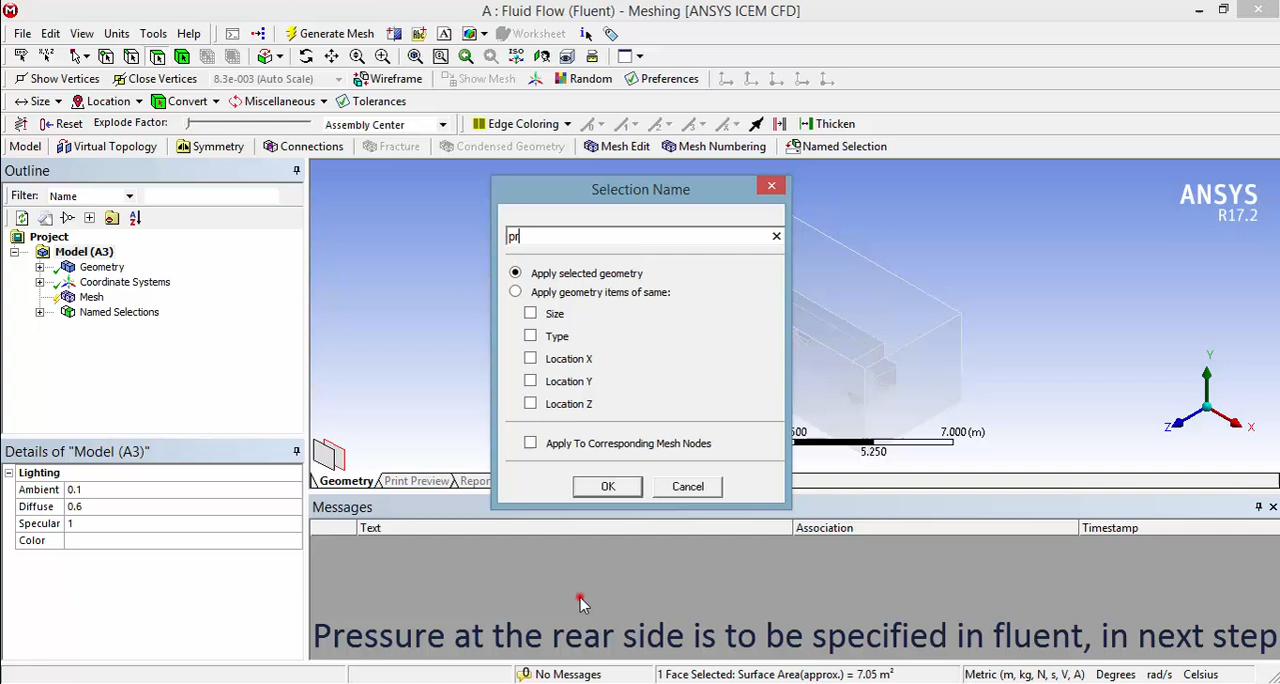 A : Fluid Flow (Fluent) - Meshing [ANSYS ICEM CFD]
File Edit View Units Tools Help Generate Mesh Worksheet
Show Vertices Close Vertices 8.3e-003 (Auto Scale) Wireframe Show Mesh Random Preferences
Size Location Convert Miscellaneous Tolerances
Reset Explode Factor: Assembly Center Edge Coloring Thicken
Model Virtual Topology Symmetry Connections Fracture Condensed Geometry Mesh Edit Mesh Numbering Named Selection
Outline
Filter: Name
Project
Model (A3)
Geometry
Coordinate Systems
Mesh
Named Selections
Details of "Model (A3)"
Lighting
Ambient 0.1
Diffuse 0.6
Specular 1
Color
Selection Name
pr
Apply selected geometry
Apply geometry items of same:
Size
Type
Location X
Location Y
Location Z
Apply To Corresponding Mesh Nodes
OK Cancel
ANSYS
R17.2
Y
Z
X
7.000 (m)
5.250
Geometry Print Preview
Messages
Text Association Timestamp
Pressure at the rear side is to be specified in fluent, in next step
No Messages 1 Face Selected: Surface Area(approx.) = 7.05 m² Metric (m, kg, N, s, V, A) Degrees rad/s Celsius